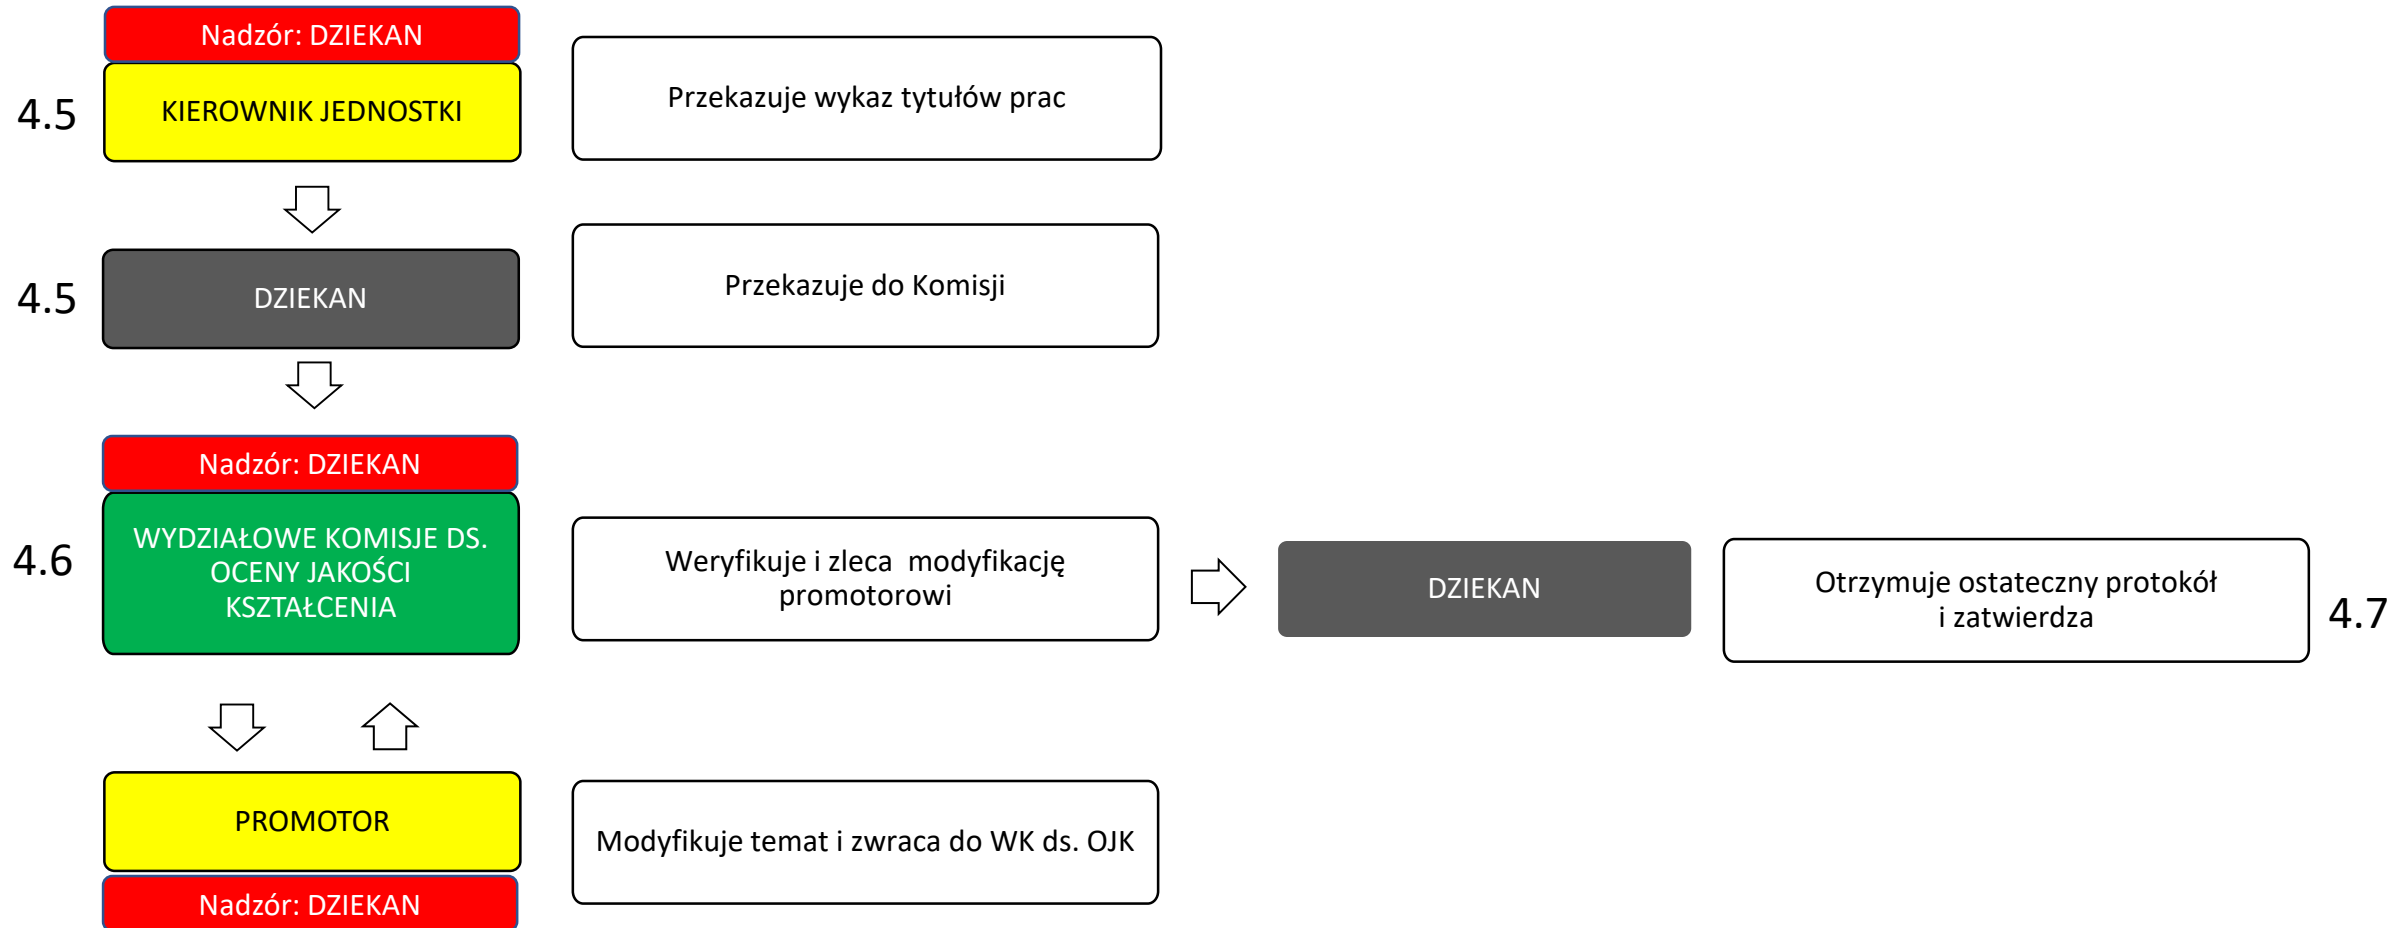 Nadzór: DZIEKAN
4.5
KIEROWNIK JEDNOSTKI
Przekazuje wykaz tytułów prac
4.5
DZIEKAN
Przekazuje do Komisji
Nadzór: DZIEKAN
4.6
WYDZIAŁOWE KOMISJE DS.
OCENY JAKOŚCI
KSZTAŁCENIA
Weryfikuje i zleca  modyfikację
promotorowi
DZIEKAN
Otrzymuje ostateczny protokół
i zatwierdza
4.7
PROMOTOR
Nadzór: DZIEKAN
Modyfikuje temat i zwraca do WK ds. OJK